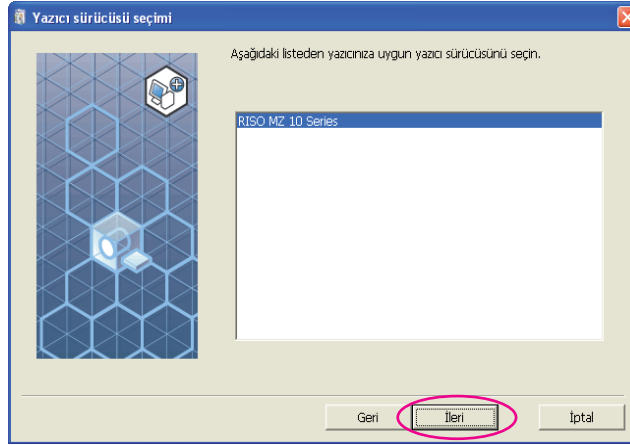 Yazıcı sürücüsü seçimi
Aşağıdaki listeden yazıcınıza uygun yazıcı sürücüsünü seçin.
RISO MZ 10 Series
Geri
İleri
İptal